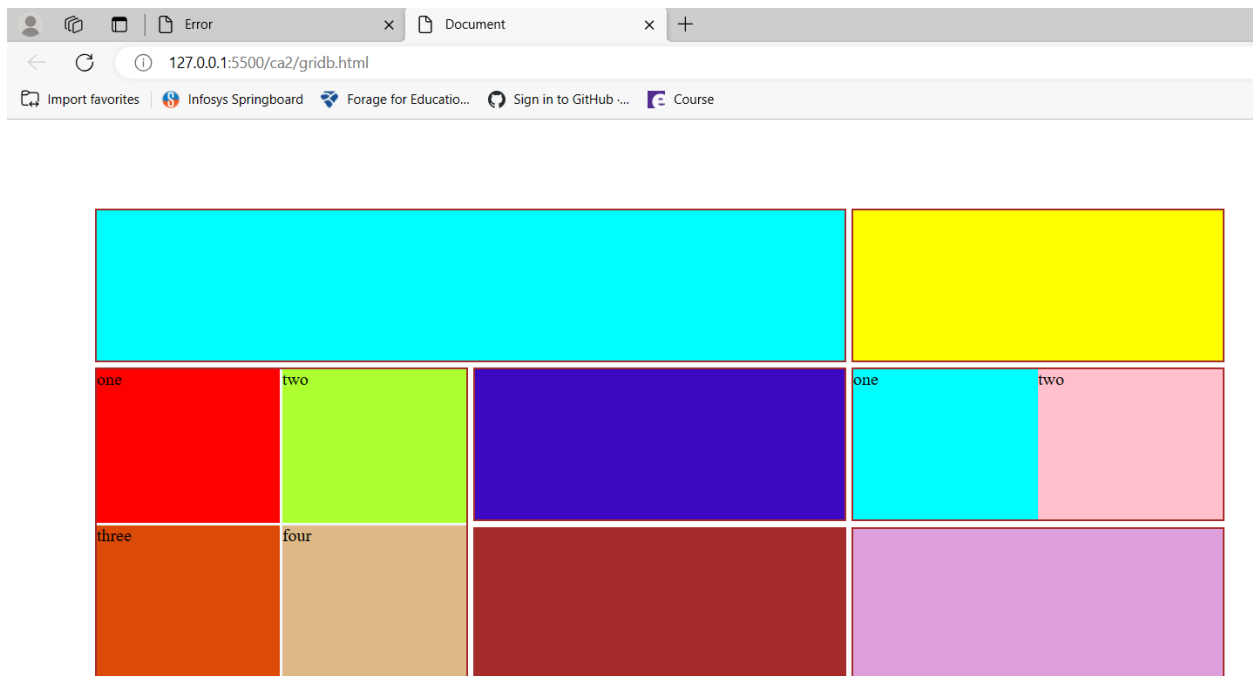 Error
Document
127.0.0.1:5500/ca2/gridb.html
Import favorites
Infosys Springboard
Forage for Educatio...
Sign in to GitHub ·...
Course
one
two
one
two
three
four